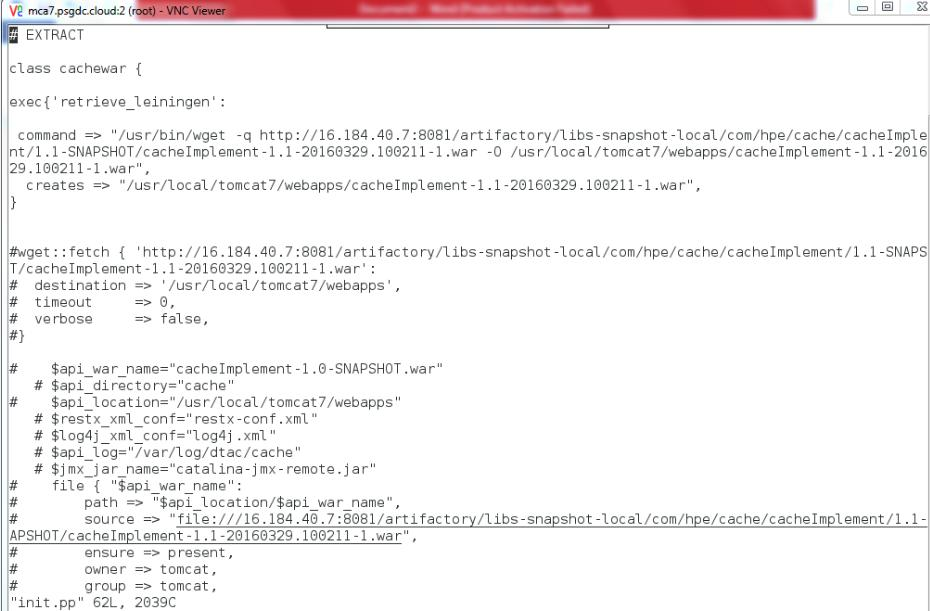 mca7.psgdc.cloud:2 (root) - VNC Viewer
# EXTRACT
class cachewar {
exec{'retrieve_leiningen':
command => "/usr/bin/wget -q http://16.184.40.7:8081/artifactory/libs-snapshot-local/com/hpe/cache/cacheImple
nt/1.1-SNAPSHOT/cacheImplement-1.1-20160329.100211-1.war -O /usr/local/tomcat7/webapps/cacheImplement-1.1-2016
29.100211-1.war",
creates => "/usr/local/tomcat7/webapps/cacheImplement-1.1-20160329.100211-1.war",
}
#wget::fetch { 'http://16.184.40.7:8081/artifactory/libs-snapshot-local/com/hpe/cache/cacheImplement/1.1-SNAPS
T/cacheImplement-1.1-20160329.100211-1.war':
# destination => '/usr/local/tomcat7/webapps',
# timeout => 0,
# verbose => false,
#}
# $api_war_name="cacheImplement-1.0-SNAPSHOT.war"
# $api_directory="cache"
# $api_location="/usr/local/tomcat7/webapps"
# $restx_xml_conf="restx-conf.xml"
# $log4j_xml_conf="log4j.xml"
# $api_log="/var/log/dtac/cache"
# $jmx_jar_name="catalina-jmx-remote.jar"
# file { "$api_war_name":
# path => "$api_location/$api_war_name",
# source => "file:///16.184.40.7:8081/artifactory/libs-snapshot-local/com/hpe/cache/cacheImplement/1.1-
APSHOT/cacheImplement-1.1-20160329.100211-1.war",
# ensure => present,
# owner => tomcat,
# group => tomcat,
"init.pp" 62L, 2039C